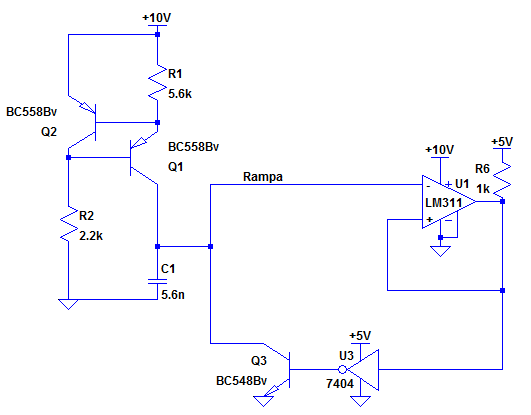 +10V
R1
5.6k
BC558Bv
Q2
BC558Bv
Q1
+5V
+10V
R6
1k
Rampa
U1
LM311
-
+
+
−
R2
2.2k
C1
5.6n
+5V
Q3
U3
BC548Bv
7404